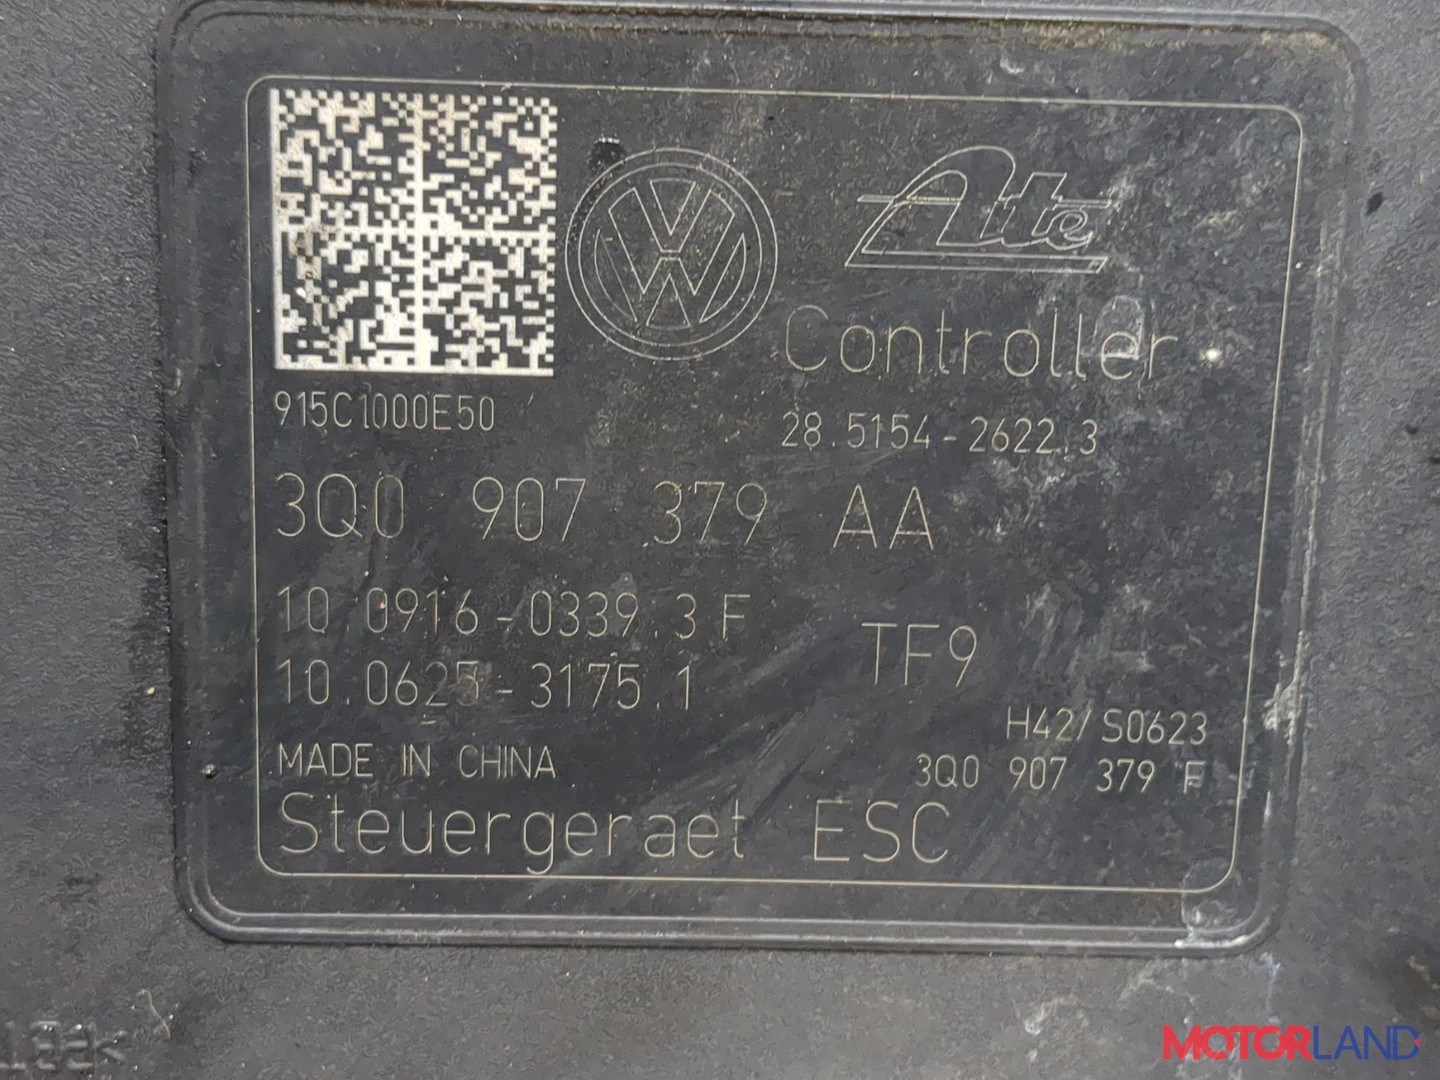 Ate
Controller
915C1000E50
28.5154-2622.3
3Q0 907 379 AA
10.0916-0339.3 F
10.0625-3175.1
TF9
H42/S0623
MADE IN CHINA
3Q0 907 379 F
Steuergeraet ESC
MOTORLAND